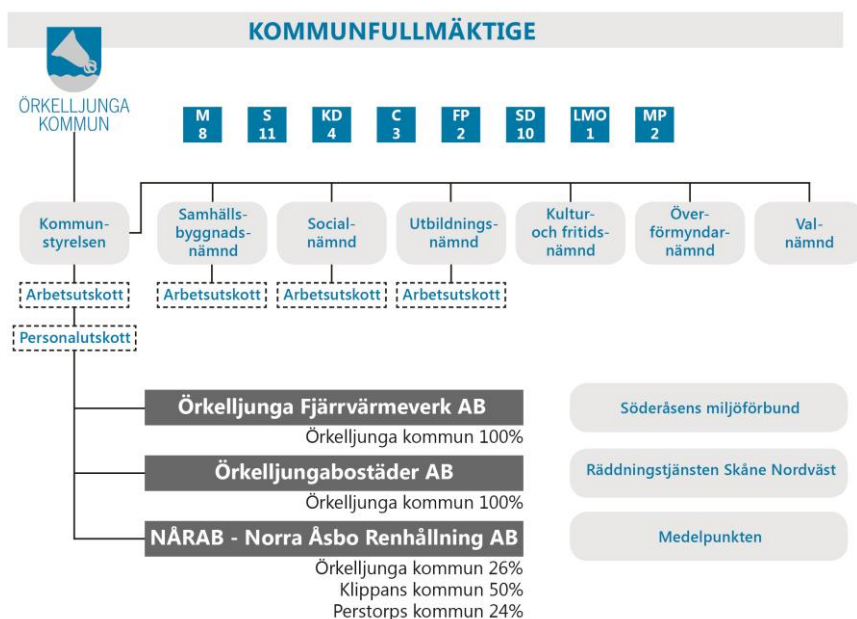 KOMMUNFULLMÄKTIGE
ÖRKELLJUNGA
KOMMUN
M
8
S
11
KD
4
C
3
FP
2
SD
10
LMO
1
MP
2
Kommun-
styrelsen
Samhälls-
byggnads-
nämnd
Social-
nämnd
Utbildnings-
nämnd
Kultur-
och fritids-
nämnd
Över-
förmyndar-
nämnd
Val-
nämnd
Arbetsutskott
Arbetsutskott
Arbetsutskott
Arbetsutskott
Personalutskott
Örkelljunga Fjärrvärmeverk AB
Örkelljunga kommun 100%
Örkelljungabostäder AB
Örkelljunga kommun 100%
NÅRAB - Norra Åsbo Renhållning AB
Örkelljunga kommun 26%
Klippans kommun 50%
Perstorps kommun 24%
Söderåsens miljöförbund
Räddningstjänsten Skåne Nordväst
Medelpunkten